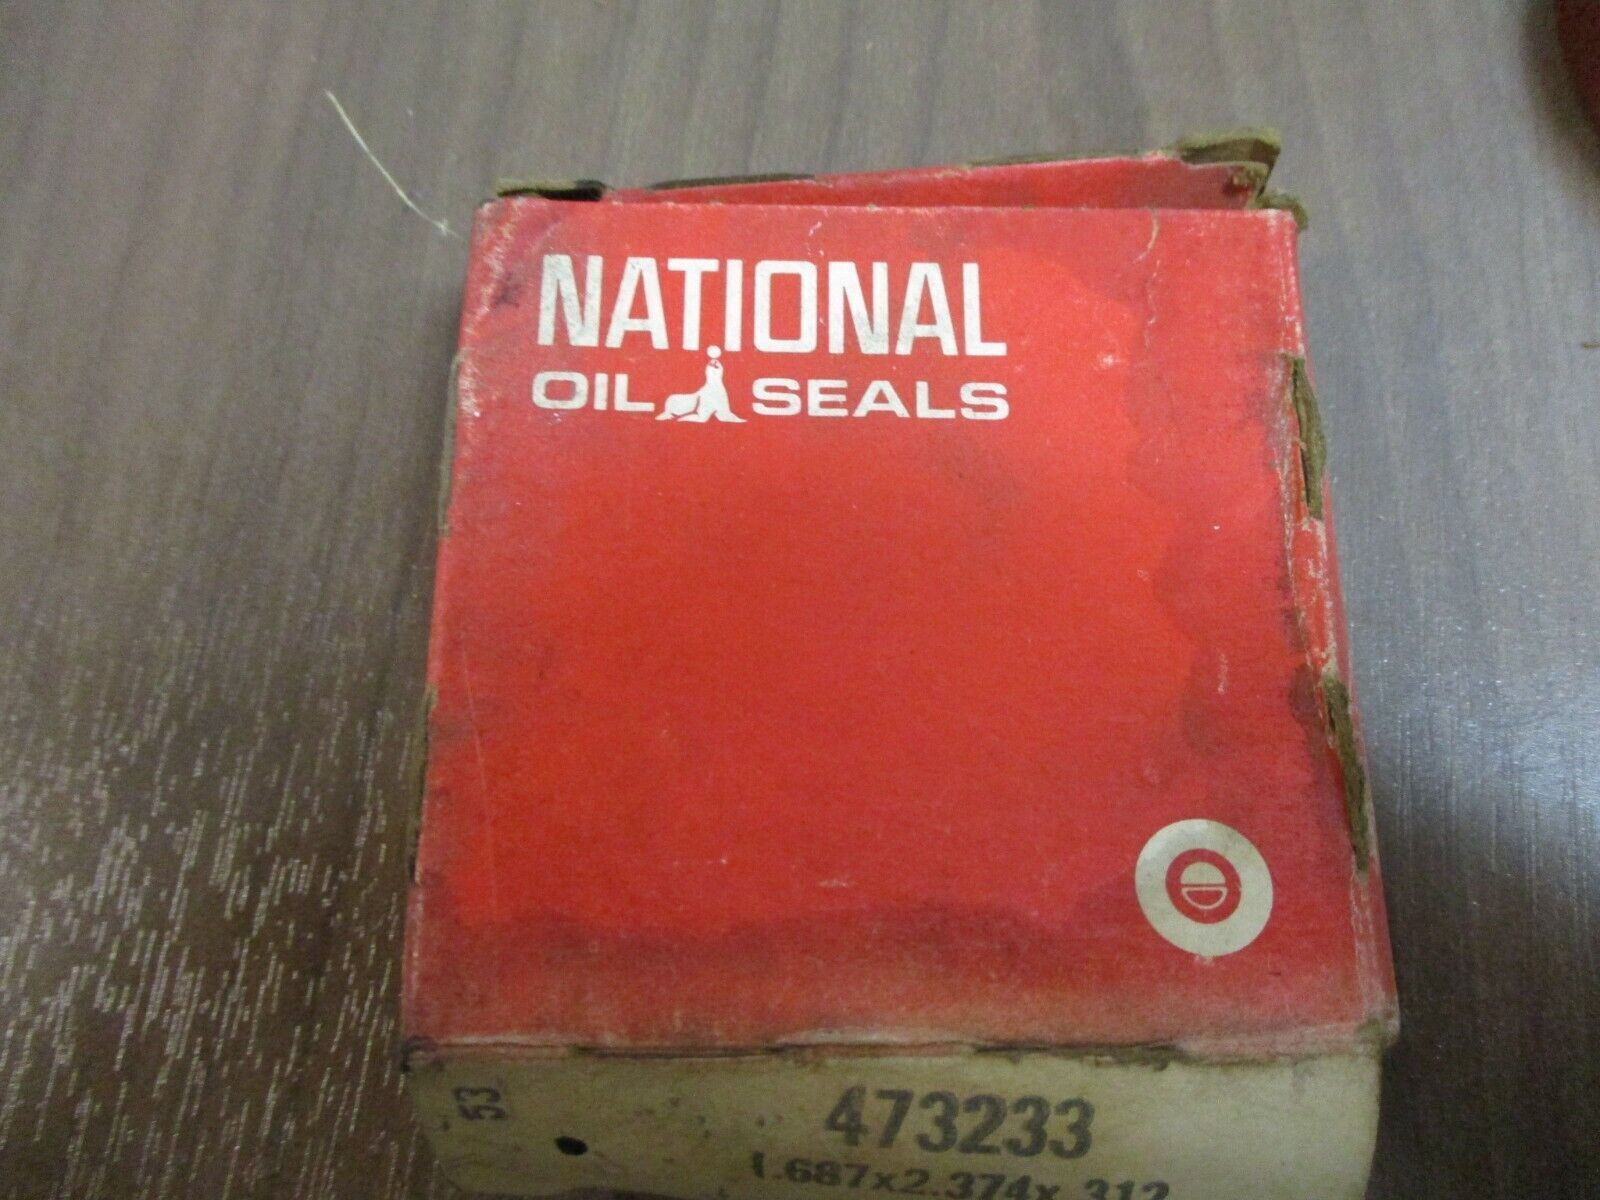 NATIONAL
OIL SEALS
53
473233
1.687x2.374x.312